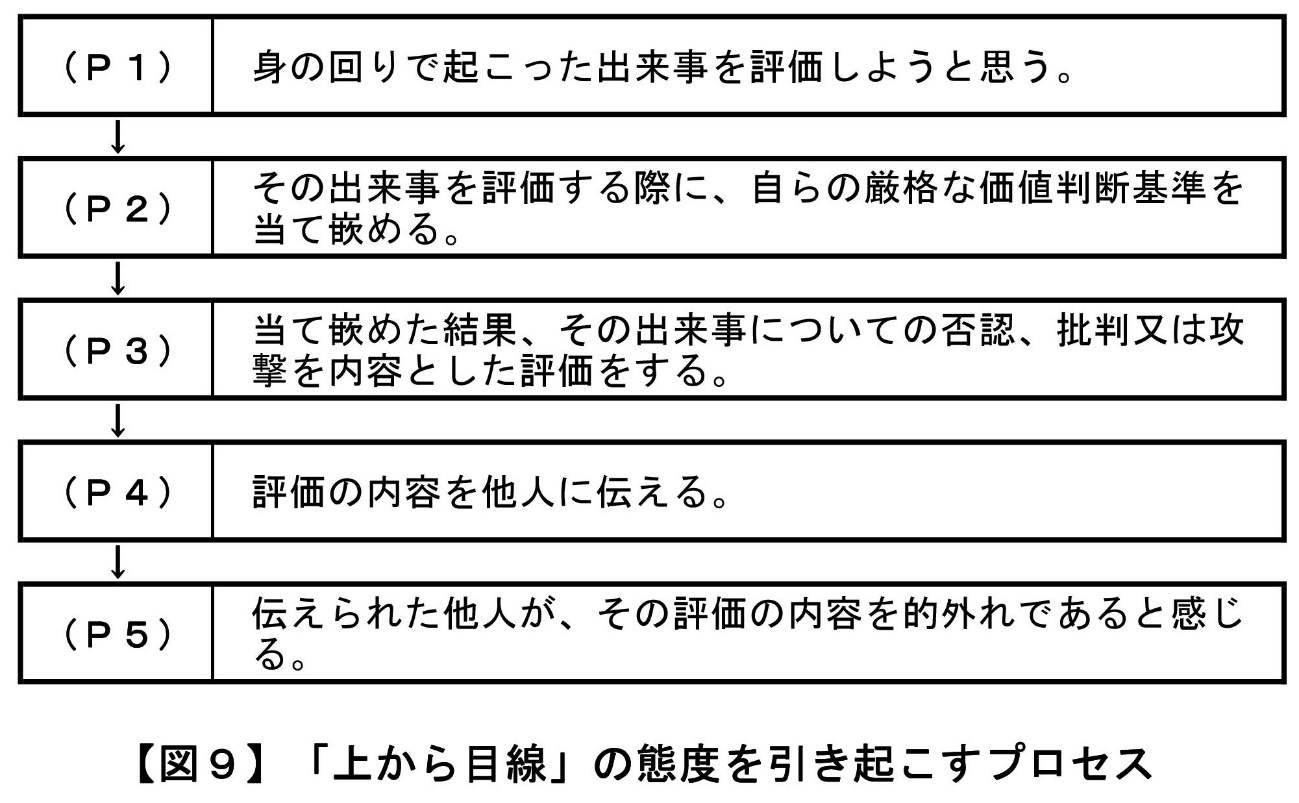 （Ｐ１） 身の回りで起こった出来事を評価しようと思う。
↓
（Ｐ２） その出来事を評価する際に、自らの厳格な価値判断基準を
当て嵌める。
↓
（Ｐ３） 当て嵌めた結果、その出来事についての否認、批判又は攻
撃を内容とした評価をする。
↓
（Ｐ４） 評価の内容を他人に伝える。
↓
（Ｐ５） 伝えられた他人が、その評価の内容を的外れであると感じ
る。
【図９】「上から目線」の態度を引き起こすプロセス